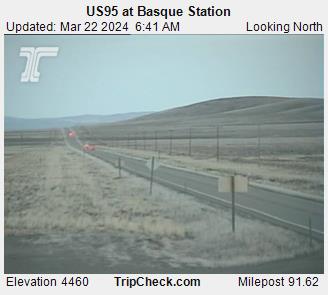 US95 at Basque Station
Updated: Mar 22 2024 6:41 AM Looking North
Elevation 4460 TripCheck.com Milepost 91.62